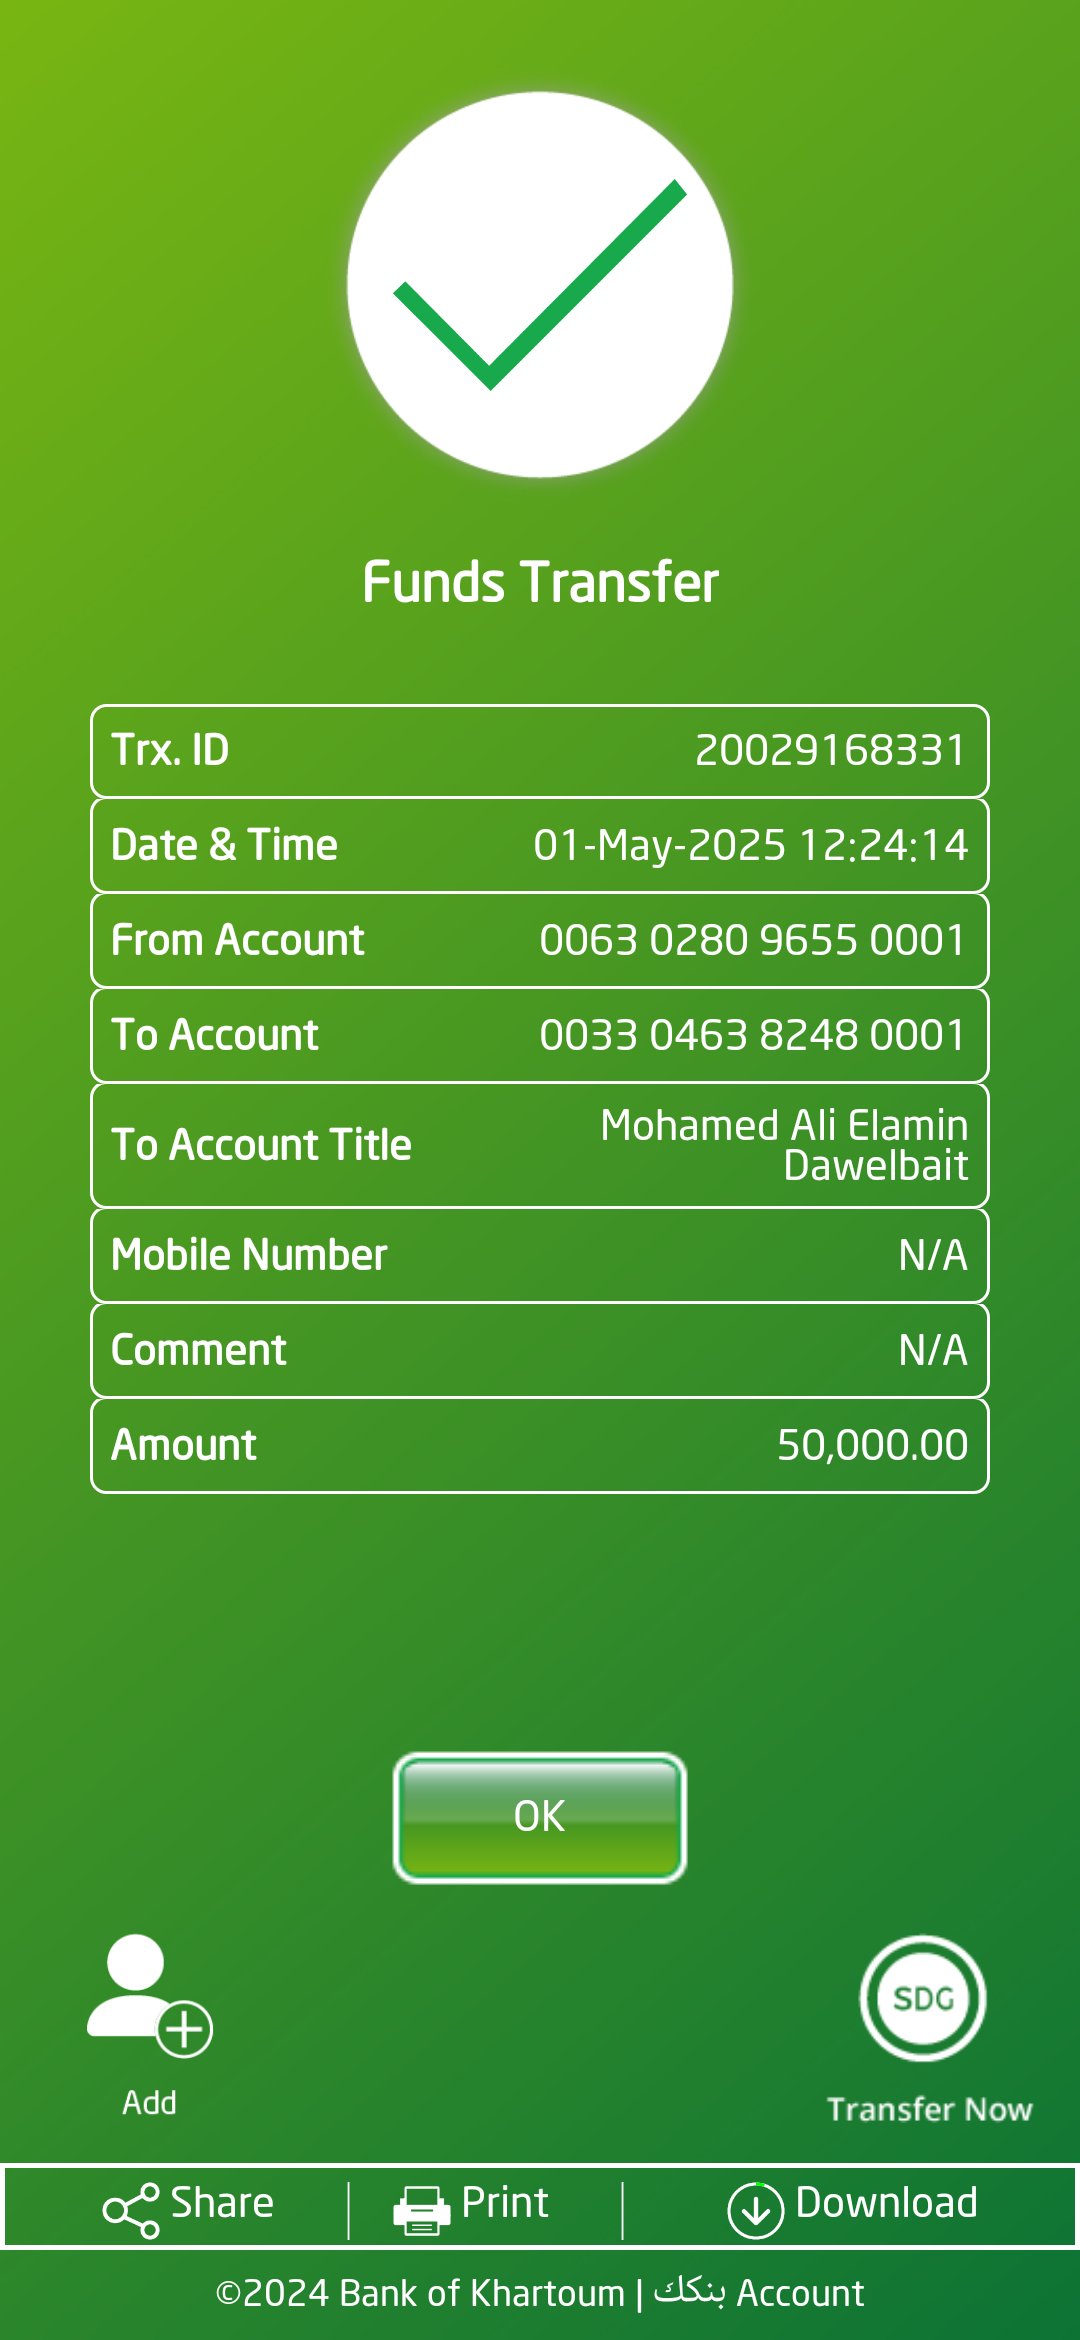 Funds Transfer
Trx. ID 20029168331
Date & Time 01-May-2025 12:24:14
From Account 0063 0280 9655 0001
To Account 0033 0463 8248 0001
To Account Title Mohamed Ali Elamin
Dawelbait
Mobile Number N/A
Comment N/A
Amount 50,000.00
OK
SDG
Add Transfer Now
Share Print Download
©2024 Bank of Khartoum | بنكك Account